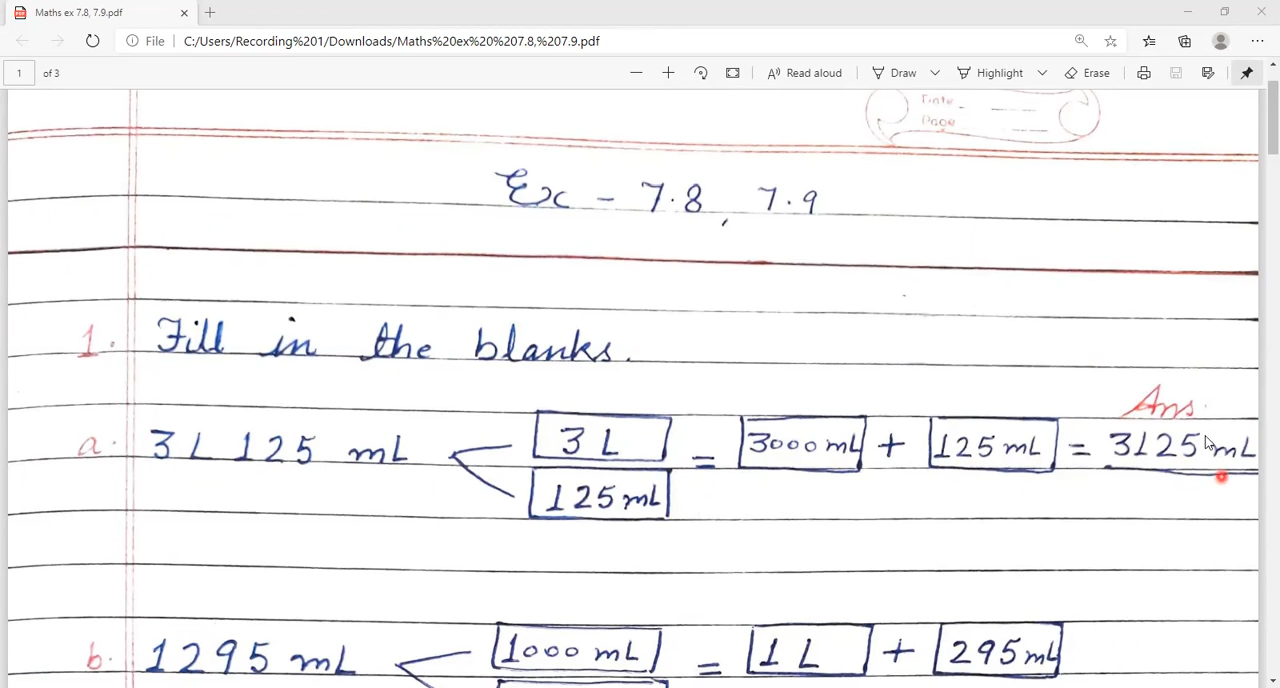 Maths ex 7.8, 7.9.pdf
File C:/Users/Recording%201/Downloads/Maths%20ex%20%207.8,%207.9.pdf
1 of 3 Read aloud Draw Highlight Erase
Date
Page
Ex - 7.8, 7.9
1. Fill in the blanks.
Ans.
a. 3 L 125 mL 3 L = 3000 mL + 125 mL = 3125 mL
125 mL
b. 1295 mL 1000 mL = 1 L + 295 mL